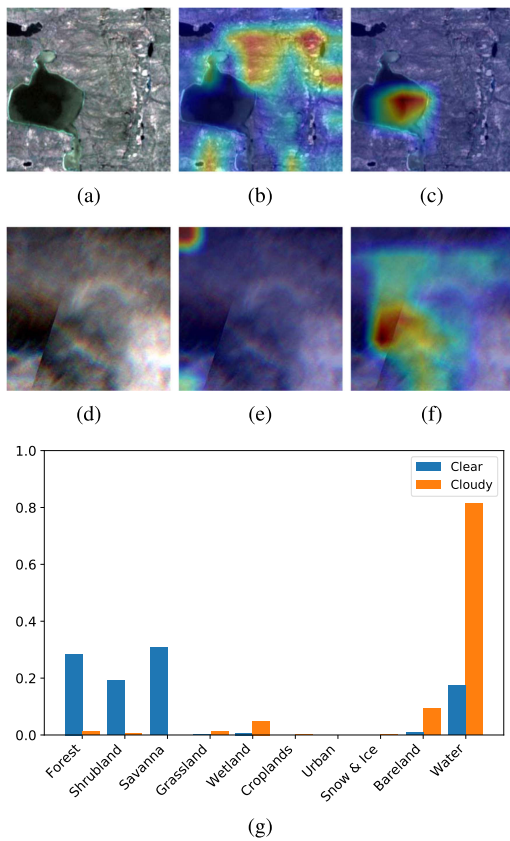 (a) (b) (c)
(d) (e) (f)
1.0
0.8
0.6
0.4
0.2
0.0
Clear
Cloudy
Forest
Shrubland
Savanna
Grassland
Wetland
Croplands
Urban
Snow & Ice
Bareland
Water
(g)